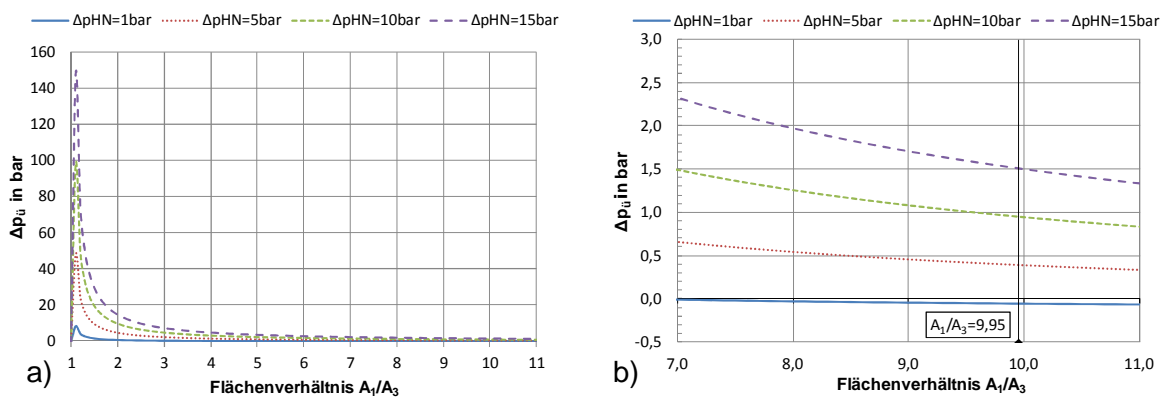 ΔpHN=1bar ΔpHN=5bar ΔpHN=10bar ΔpHN=15bar
160
140
120
100
80
60
40
20
0
Δpü in bar
1 2 3 4 5 6 7 8 9 10 11
Flächenverhältnis A1/A3
a)
ΔpHN=1bar ΔpHN=5bar ΔpHN=10bar ΔpHN=15bar
3,0
2,5
2,0
1,5
1,0
0,5
0,0
-0,5
Δpü in bar
A1/A3=9,95
7,0 8,0 9,0 10,0 11,0
Flächenverhältnis A1/A3
b)